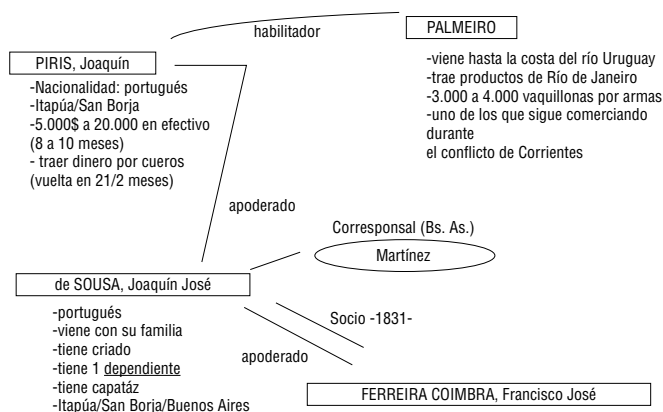 habilitador
PALMEIRO
-viene hasta la costa del río Uruguay
-trae productos de Río de Janeiro
-3.000 a 4.000 vaquillonas por armas
-uno de los que sigue comerciando
durante
el conflicto de Corrientes
PIRIS, Joaquín
-Nacionalidad: portugués
-Itapúa/San Borja
-5.000$ a 20.000 en efectivo
(8 a 10 meses)
- traer dinero por cueros
(vuelta en 21/2 meses)
apoderado
Corresponsal (Bs. As.)
Martínez
de SOUSA, Joaquín José
-portugués
-viene con su familia
-tiene criado
-tiene 1 dependiente
-tiene capatáz
-Itapúa/San Borja/Buenos Aires
Socio -1831-
apoderado
FERREIRA COIMBRA, Francisco José